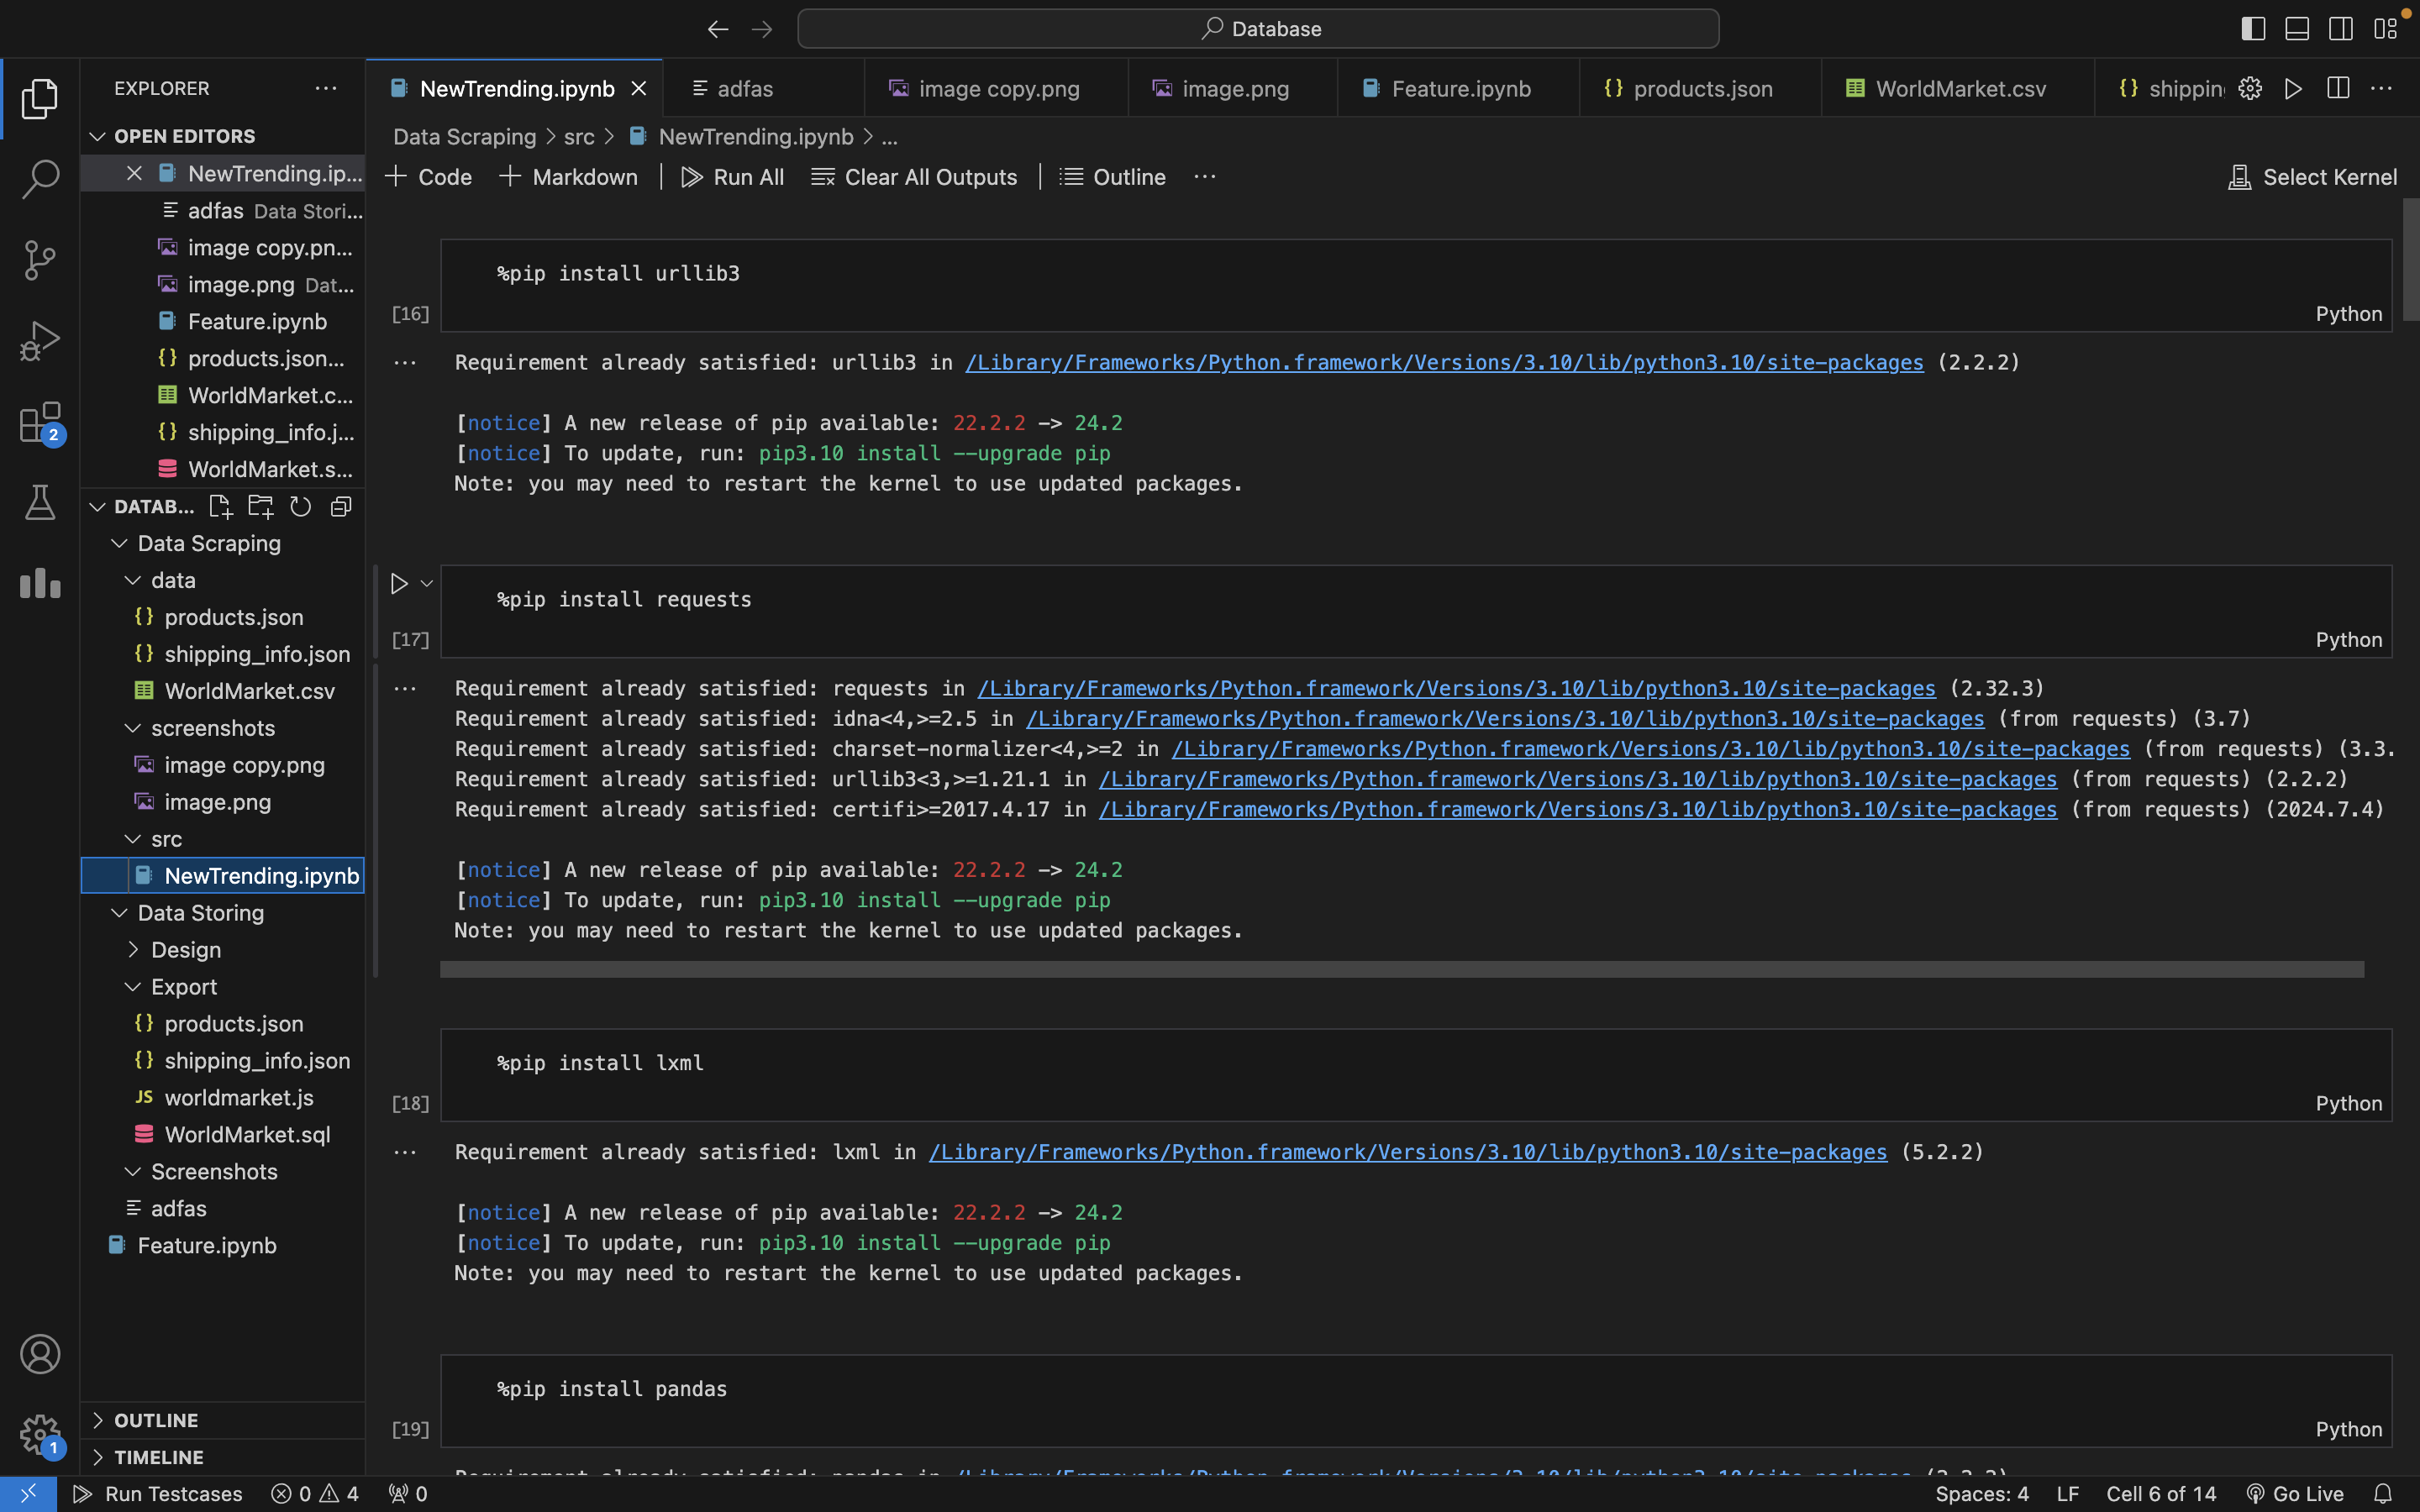 Database
EXPLORER
OPEN EDITORS
NewTrending.ip...
adfas Data Stori...
image copy.pn...
image.png Dat...
Feature.ipynb
products.json...
WorldMarket.c...
shipping_info.j...
WorldMarket.s...
DATAB...
Data Scraping
data
products.json
shipping_info.json
WorldMarket.csv
screenshots
image copy.png
image.png
src
NewTrending.ipynb
Data Storing
Design
Export
products.json
shipping_info.json
JS worldmarket.js
WorldMarket.sql
Screenshots
adfas
Feature.ipynb
OUTLINE
TIMELINE
2
1
NewTrending.ipynb adfas image copy.png image.png Feature.ipynb {} products.json WorldMarket.csv {} shippin
Data Scraping > src > NewTrending.ipynb > ...
+ Code + Markdown | Run All Clear All Outputs | Outline ... Select Kernel
%pip install urllib3
[16] Python
Requirement already satisfied: urllib3 in /Library/Frameworks/Python.framework/Versions/3.10/lib/python3.10/site-packages (2.2.2)
[notice] A new release of pip available: 22.2.2 -> 24.2
[notice] To update, run: pip3.10 install --upgrade pip
Note: you may need to restart the kernel to use updated packages.
%pip install requests
[17] Python
Requirement already satisfied: requests in /Library/Frameworks/Python.framework/Versions/3.10/lib/python3.10/site-packages (2.32.3)
Requirement already satisfied: idna<4,>=2.5 in /Library/Frameworks/Python.framework/Versions/3.10/lib/python3.10/site-packages (from requests) (3.7)
Requirement already satisfied: charset-normalizer<4,>=2 in /Library/Frameworks/Python.framework/Versions/3.10/lib/python3.10/site-packages (from requests) (3.3.
Requirement already satisfied: urllib3<3,>=1.21.1 in /Library/Frameworks/Python.framework/Versions/3.10/lib/python3.10/site-packages (from requests) (2.2.2)
Requirement already satisfied: certifi>=2017.4.17 in /Library/Frameworks/Python.framework/Versions/3.10/lib/python3.10/site-packages (from requests) (2024.7.4)
[notice] A new release of pip available: 22.2.2 -> 24.2
[notice] To update, run: pip3.10 install --upgrade pip
Note: you may need to restart the kernel to use updated packages.
%pip install lxml
[18] Python
Requirement already satisfied: lxml in /Library/Frameworks/Python.framework/Versions/3.10/lib/python3.10/site-packages (5.2.2)
[notice] A new release of pip available: 22.2.2 -> 24.2
[notice] To update, run: pip3.10 install --upgrade pip
Note: you may need to restart the kernel to use updated packages.
%pip install pandas
[19] Python
Run Testcases 0 4 0 Spaces: 4 LF Cell 6 of 14 Go Live